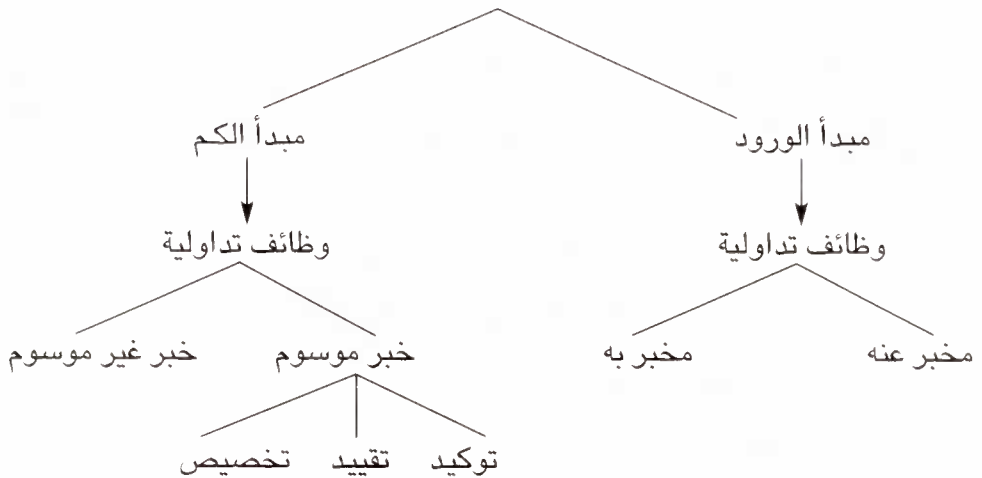 مبدأ الورود
مبدأ الكم
وظائف تداولية
وظائف تداولية
مخبر عنه
مخبر به
خبر موسوم
خبر غير موسوم
توكيد
تقييد
تخصيص